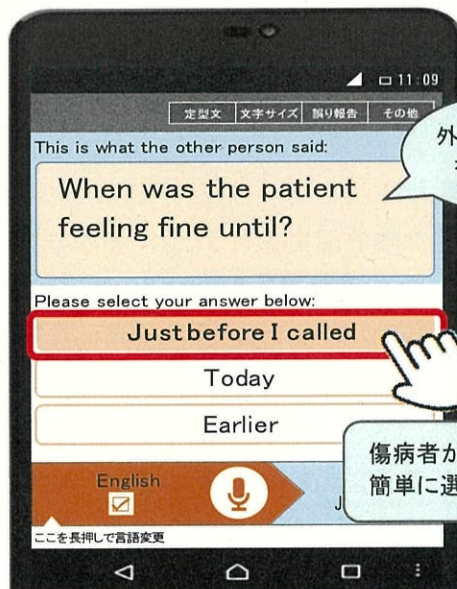 11:09
定型文 文字サイズ 誤り報告 その他
This is what the other person said:
When was the patient
feeling fine until?
外
Please select your answer below:
Just before I called
Today
Earlier
傷病者か
簡単に選
English
J
ここを長押しで言語変更